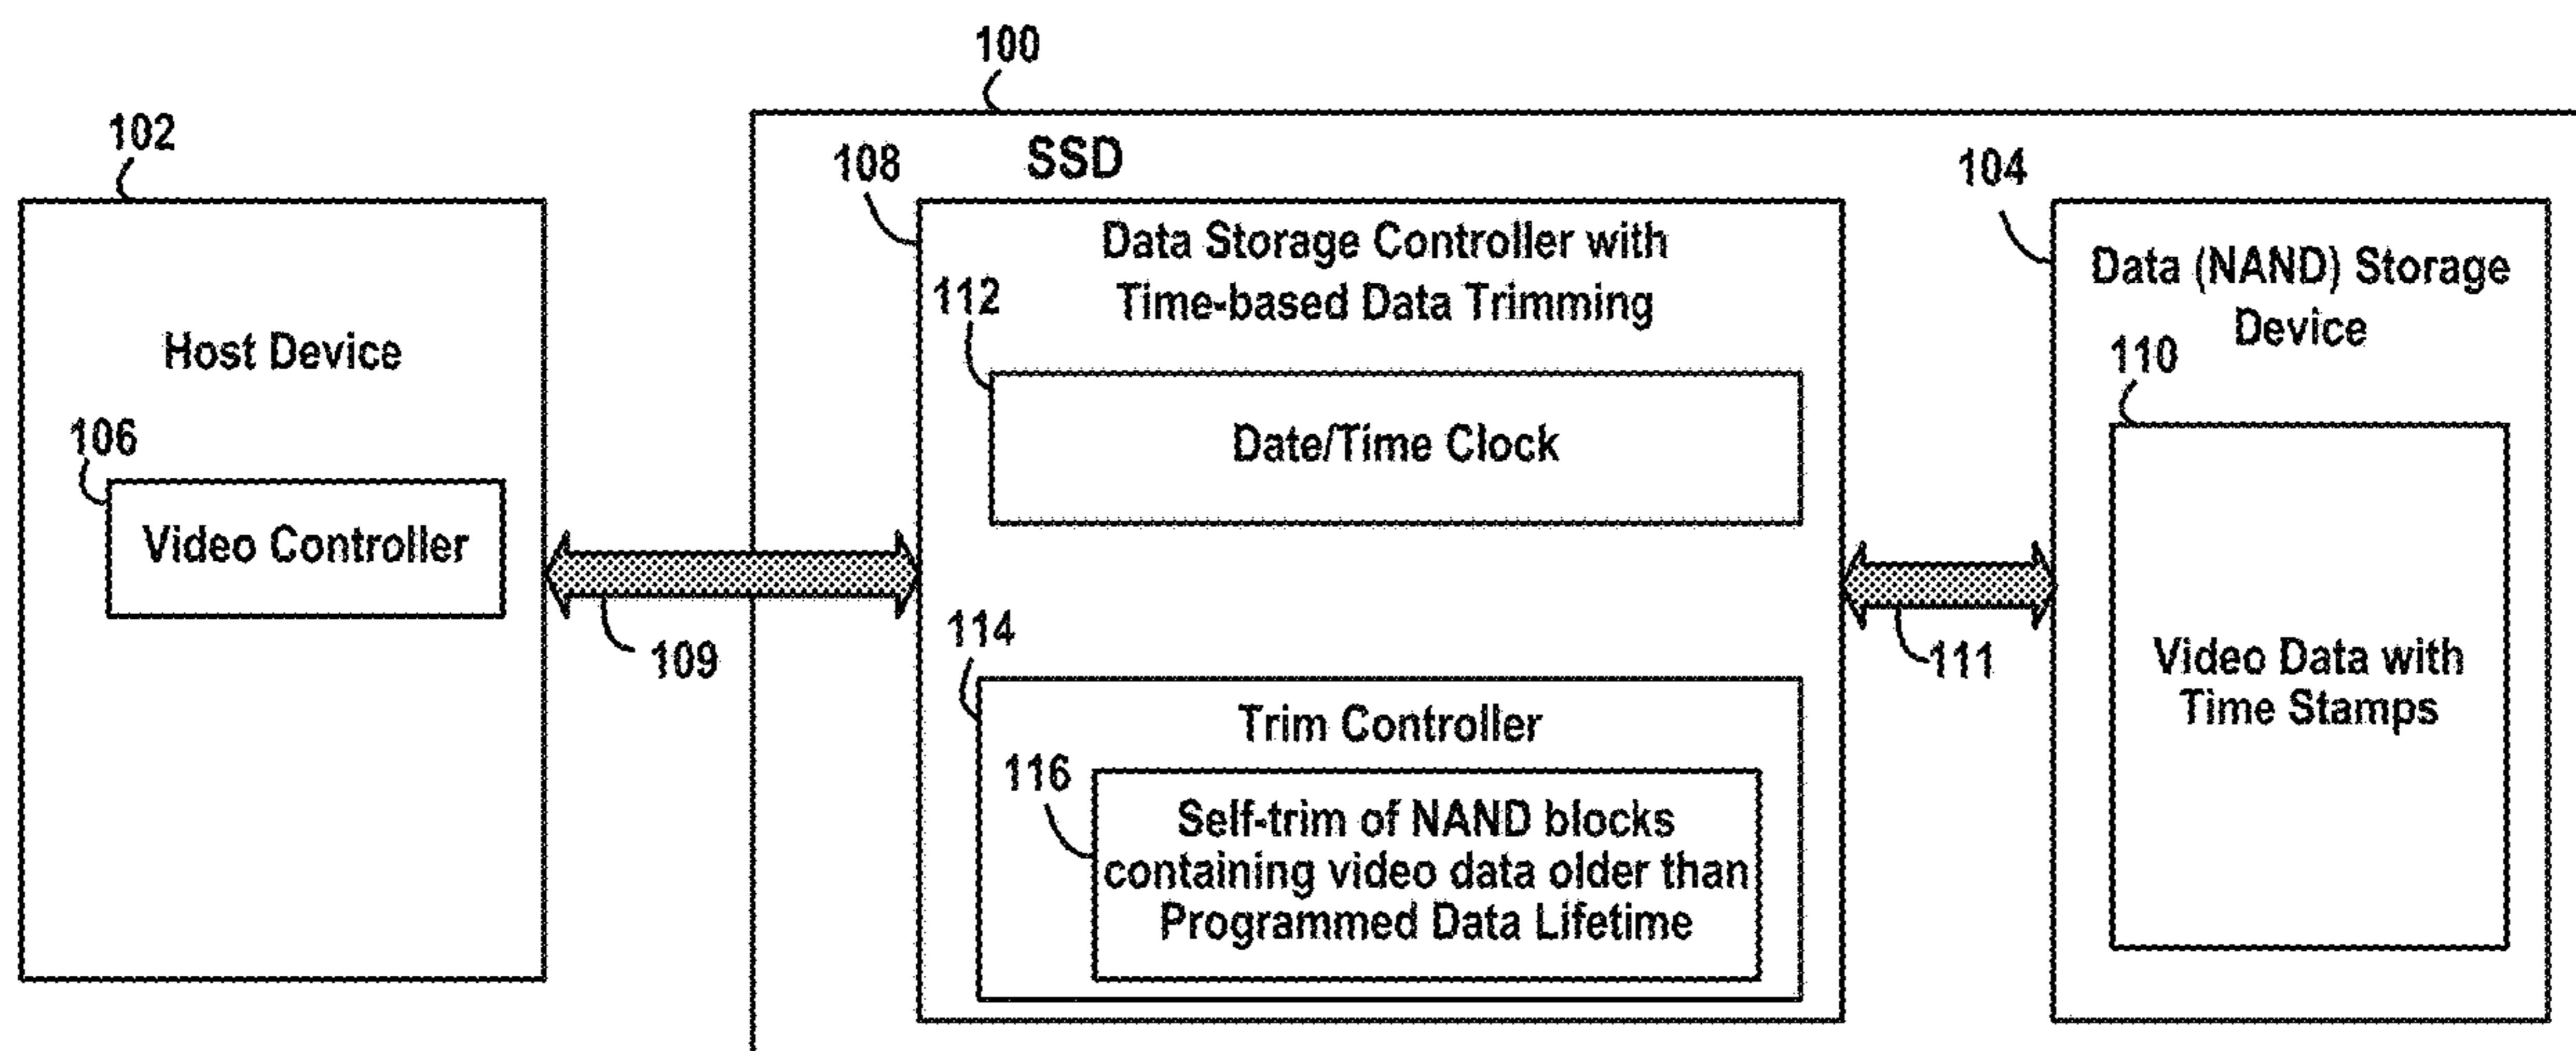 100
102
SSD
108
104
Data Storage Controller with
Time-based Data Trimming
Data (NAND) Storage
Device
112
110
Host Device
Date/Time Clock
106
Video Controller
109
114
111
Video Data with
Time Stamps
Trim Controller
116
Self-trim of NAND blocks
containing video data older than
Programmed Data Lifetime